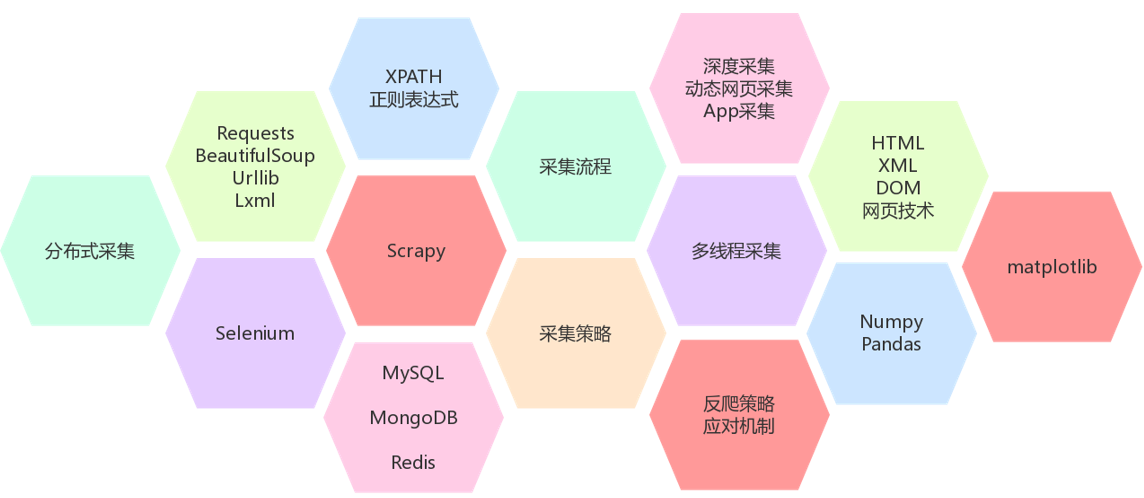 XPATH
正则表达式
深度采集
动态网页采集
App采集
Requests
BeautifulSoup
Urllib
Lxml
采集流程
HTML
XML
DOM
网页技术
分布式采集
Scrapy
多线程采集
matplotlib
Selenium
采集策略
Numpy
Pandas
MySQL
MongoDB
Redis
反爬策略
应对机制